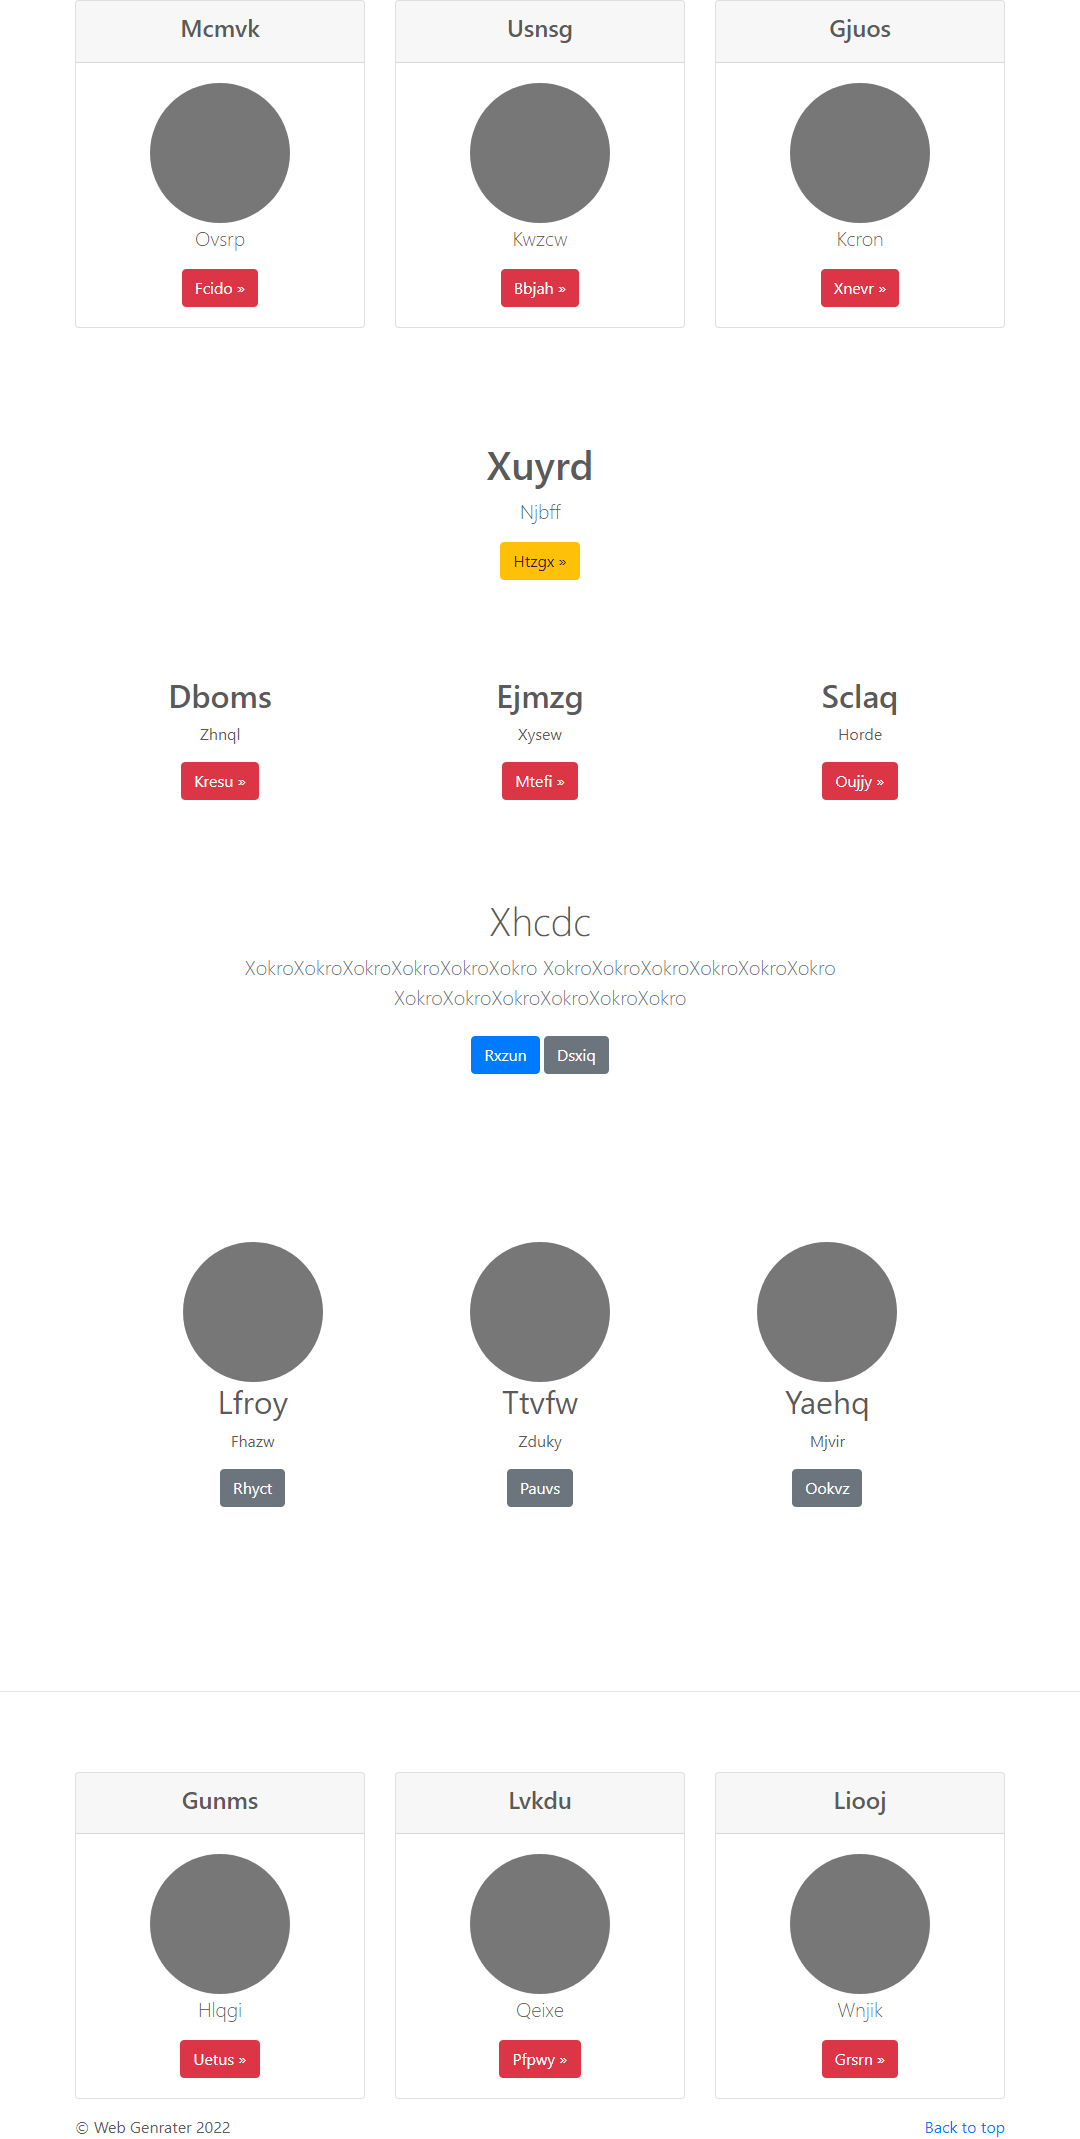 Mcmvk
Usnsg
Gjuos
Ovsrp
Kwzcw
Kcron
Fcido »
Bbjah »
Xnevr »
Xuyrd
Njbff
Htzgx »
Dboms
Ejmzg
Sclaq
Zhnql
Xysew
Horde
Kresu »
Mtefi »
Oujjy »
Xhcdc
XokroXokroXokroXokroXokroXokro XokroXokroXokroXokroXokroXokro
XokroXokroXokroXokroXokroXokro
Rxzun
Dsxiq
Lfroy
Ttvfw
Yaehq
Fhazw
Zduky
Mjvir
Rhyct
Pauvs
Ookvz
Gunms
Lvkdu
Liooj
Hlqgi
Qeixe
Wnjik
Uetus »
Pfpwy »
Grsrn »
© Web Genrater 2022
Back to top